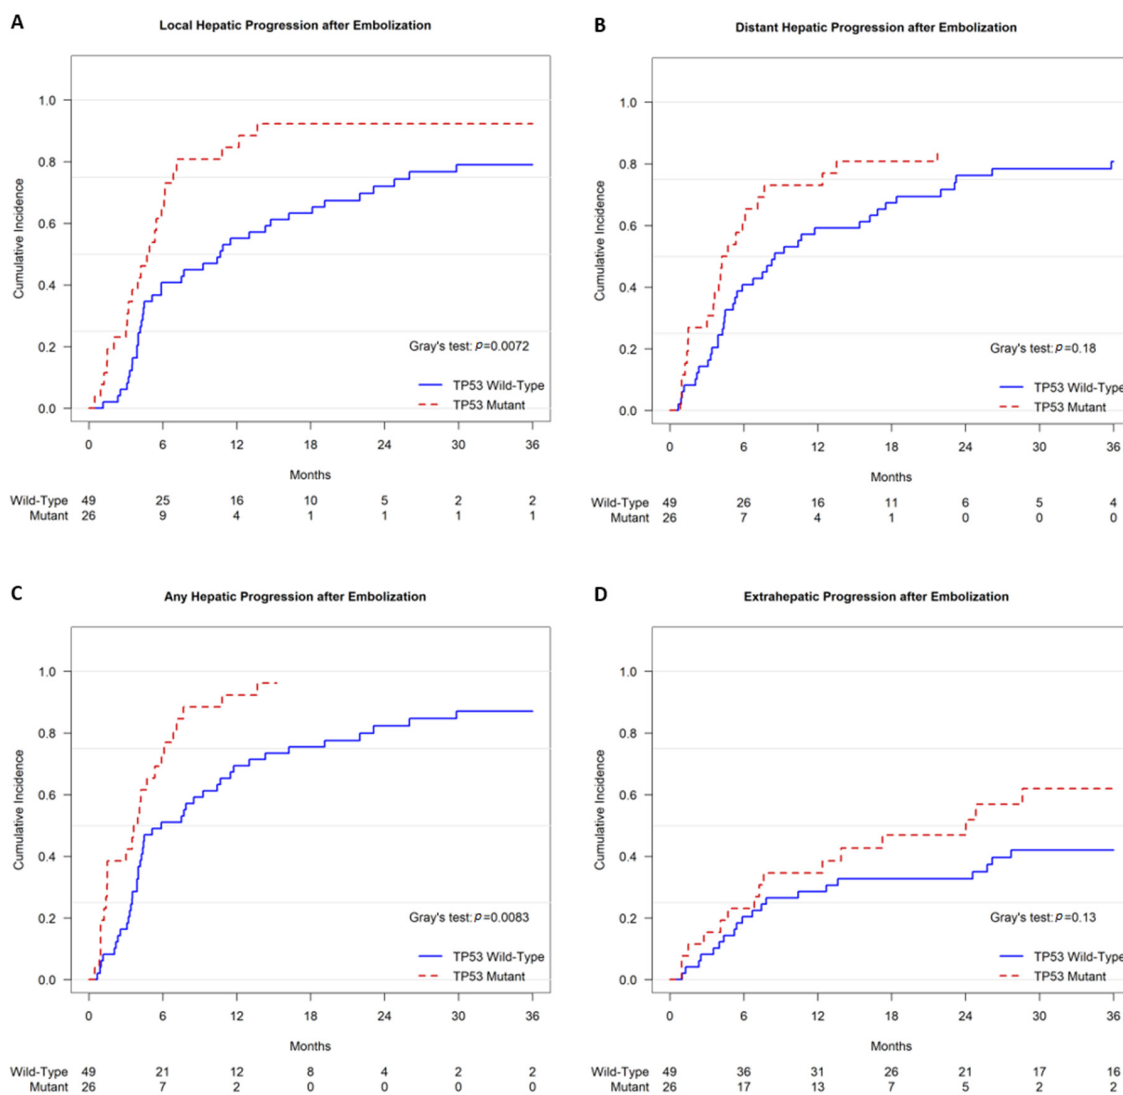 A
Local Hepatic Progression after Embolization
Cumulative Incidence
1.0
0.8
0.6
0.4
0.2
0.0
Gray's test: p=0.0072
TP53 Wild-Type
TP53 Mutant
0 6 12 18 24 30 36
Months
Wild-Type 49 25 16 10 5 2 2
Mutant 26 9 4 1 1 1 1
B
Distant Hepatic Progression after Embolization
Cumulative Incidence
1.0
0.8
0.6
0.4
0.2
0.0
Gray's test: p=0.18
TP53 Wild-Type
TP53 Mutant
0 6 12 18 24 30 36
Months
Wild-Type 49 26 16 11 6 5 4
Mutant 26 7 4 1 0 0 0
C
Any Hepatic Progression after Embolization
Cumulative Incidence
1.0
0.8
0.6
0.4
0.2
0.0
Gray's test: p=0.0083
TP53 Wild-Type
TP53 Mutant
0 6 12 18 24 30 36
Months
Wild-Type 49 21 12 8 4 2 2
Mutant 26 7 2 0 0 0 0
D
Extrahepatic Progression after Embolization
Cumulative Incidence
1.0
0.8
0.6
0.4
0.2
0.0
Gray's test: p=0.13
TP53 Wild-Type
TP53 Mutant
0 6 12 18 24 30 36
Months
Wild-Type 49 36 31 26 21 17 16
Mutant 26 17 13 7 5 2 2